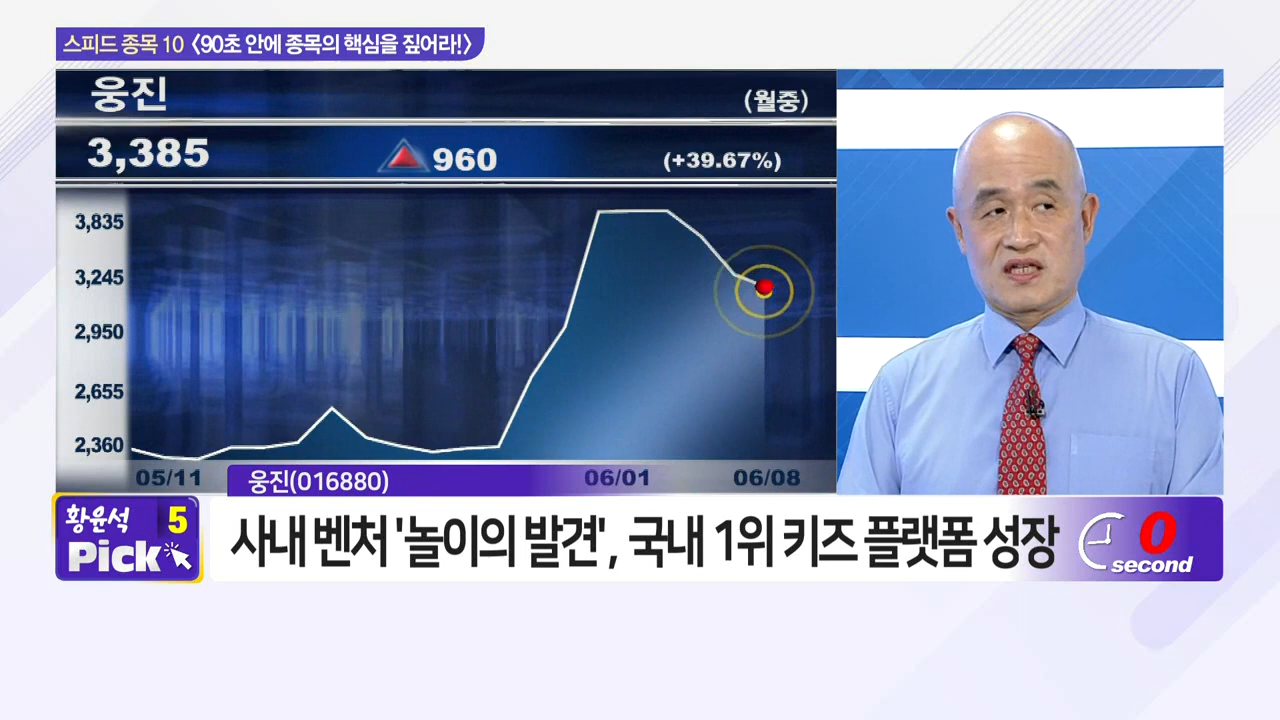 스피드 종목 10 <90초 안에 종목의 핵심을 짚어라!>
웅진
(월중)
3,385
960
(+39.67%)
3,835
3,245
2,950
2,655
2,360
05/11
06/01
06/08
웅진(016880)
황윤석 5
Pick
사내 벤처 '놀이의 발견', 국내 1위 키즈 플랫폼 성장
0
second